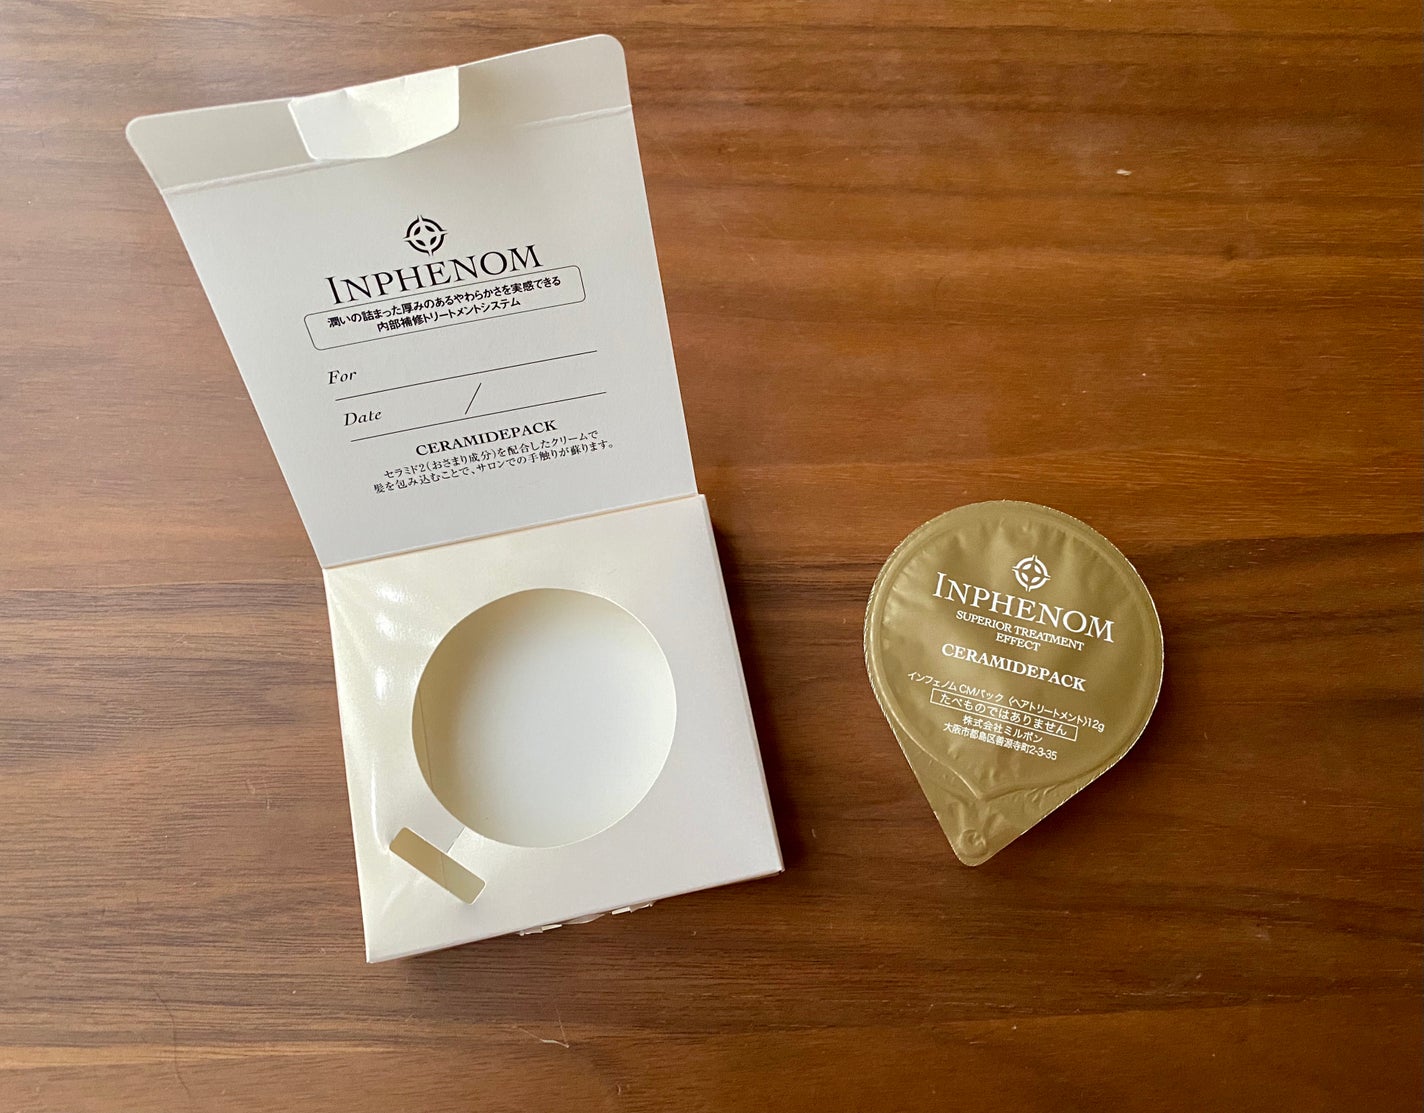 INPHENOM
潤いの詰まった厚みのあるやわらかさを実感できる
内部補修トリートメントシステム
For
Date /
CERAMIDEPACK
セラミド2(おさまり成分)を配合したクリームで
髪を包み込むことで、サロンでの手触りが蘇ります。
INPHENOM
SUPERIOR TREATMENT
EFFECT
CERAMIDEPACK
インフェノム CMパック〈ヘアトリートメント〉12g
たべものではありません
株式会社ミルボン
大阪市都島区善源寺町2-3-35